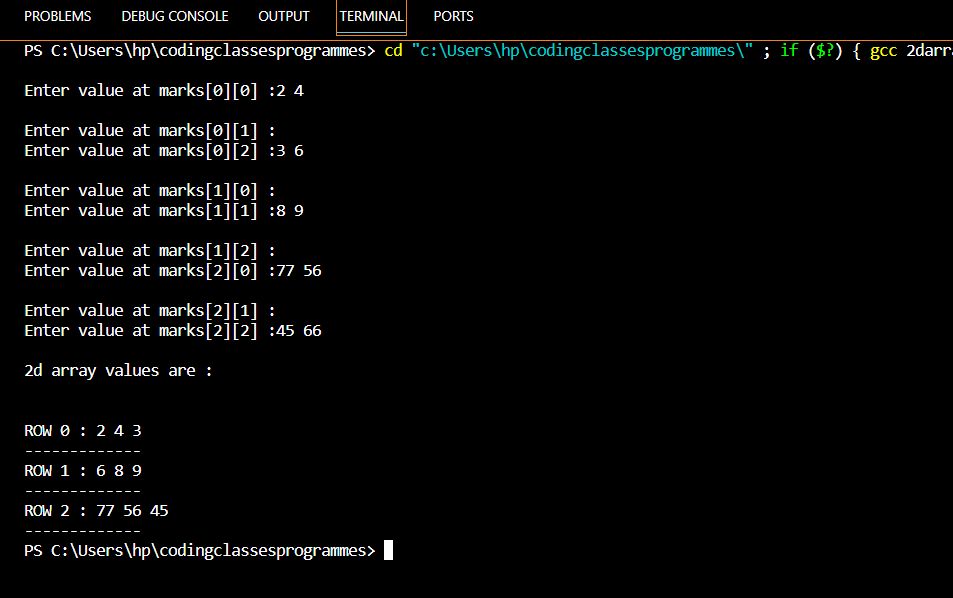 PROBLEMS DEBUG CONSOLE OUTPUT TERMINAL PORTS
PS C:\Users\hp\codingclassesprogrammes> cd "c:\Users\hp\codingclassesprogrammes\" ; if ($?) { gcc 2darr
Enter value at marks[0][0] :2 4
Enter value at marks[0][1] :
Enter value at marks[0][2] :3 6
Enter value at marks[1][0] :
Enter value at marks[1][1] :8 9
Enter value at marks[1][2] :
Enter value at marks[2][0] :77 56
Enter value at marks[2][1] :
Enter value at marks[2][2] :45 66
2d array values are :
ROW 0 : 2 4 3
-------------
ROW 1 : 6 8 9
-------------
ROW 2 : 77 56 45
-------------
PS C:\Users\hp\codingclassesprogrammes>